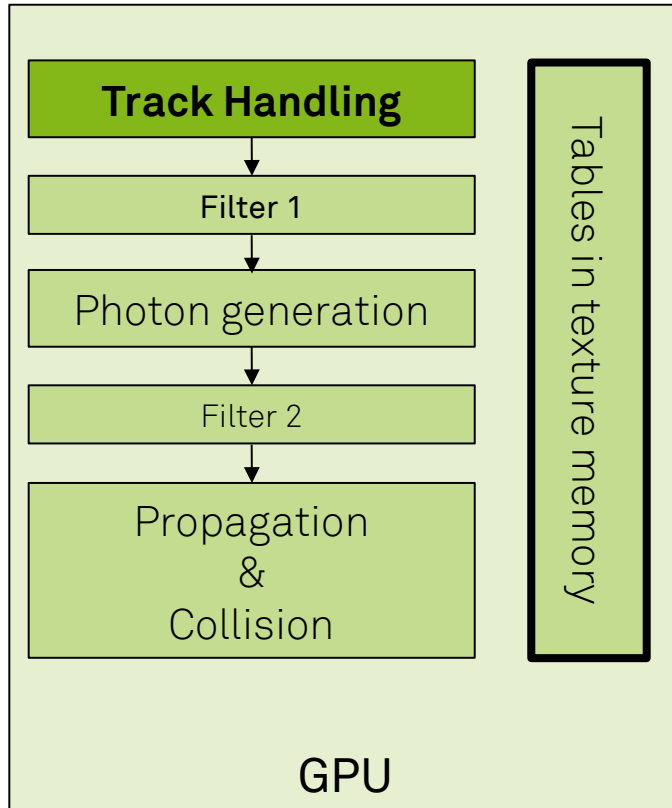 Track Handling
Filter 1
Photon generation
Filter 2
Propagation
&
Collision
Tables in texture memory
GPU